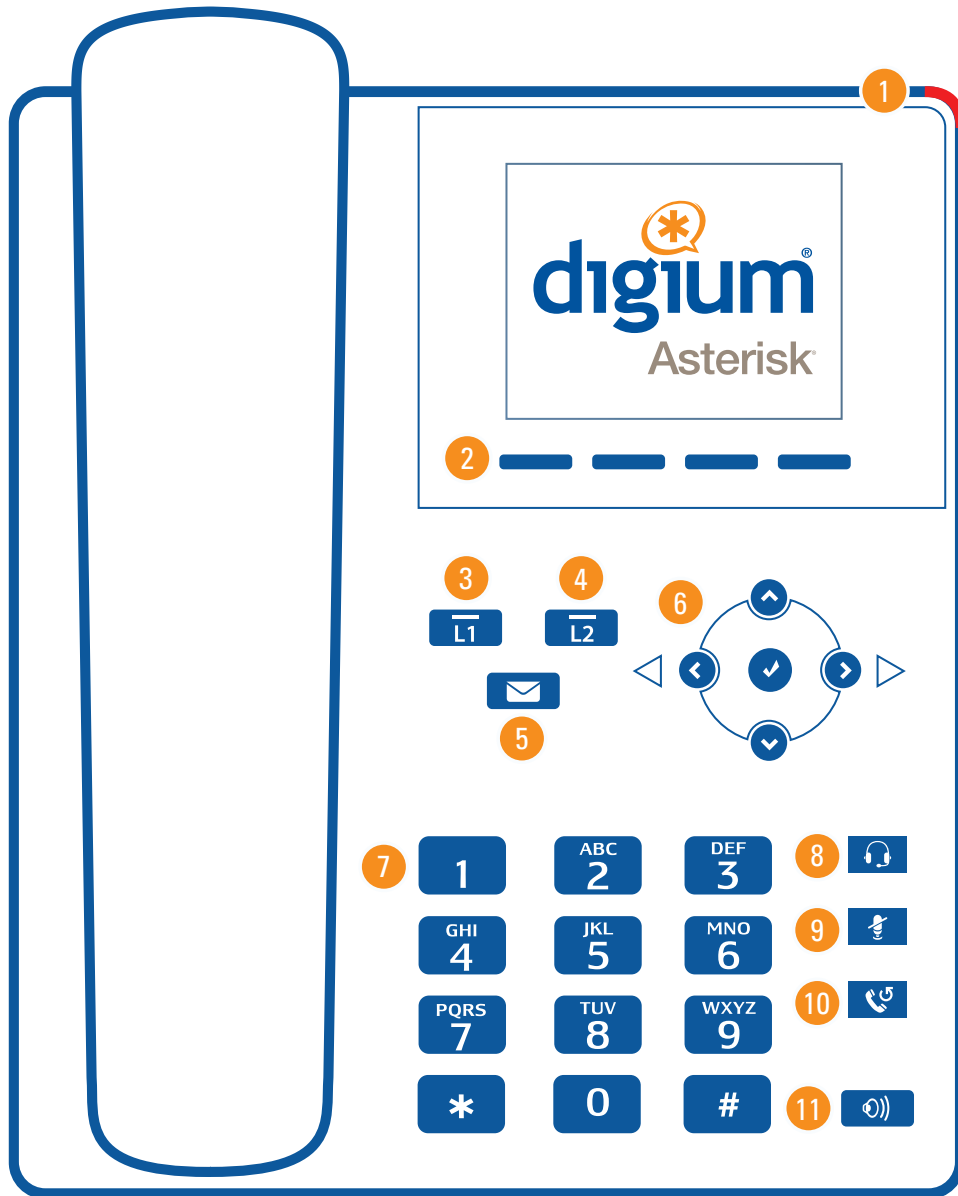 1
digium®
Asterisk
2
3 4
6
L1 L2
5
7 1 ABC 2 DEF 3 8
GHI 4 JKL 5 MNO 6 9
PQRS 7 TUV 8 WXYZ 9 10
* 0 # 11